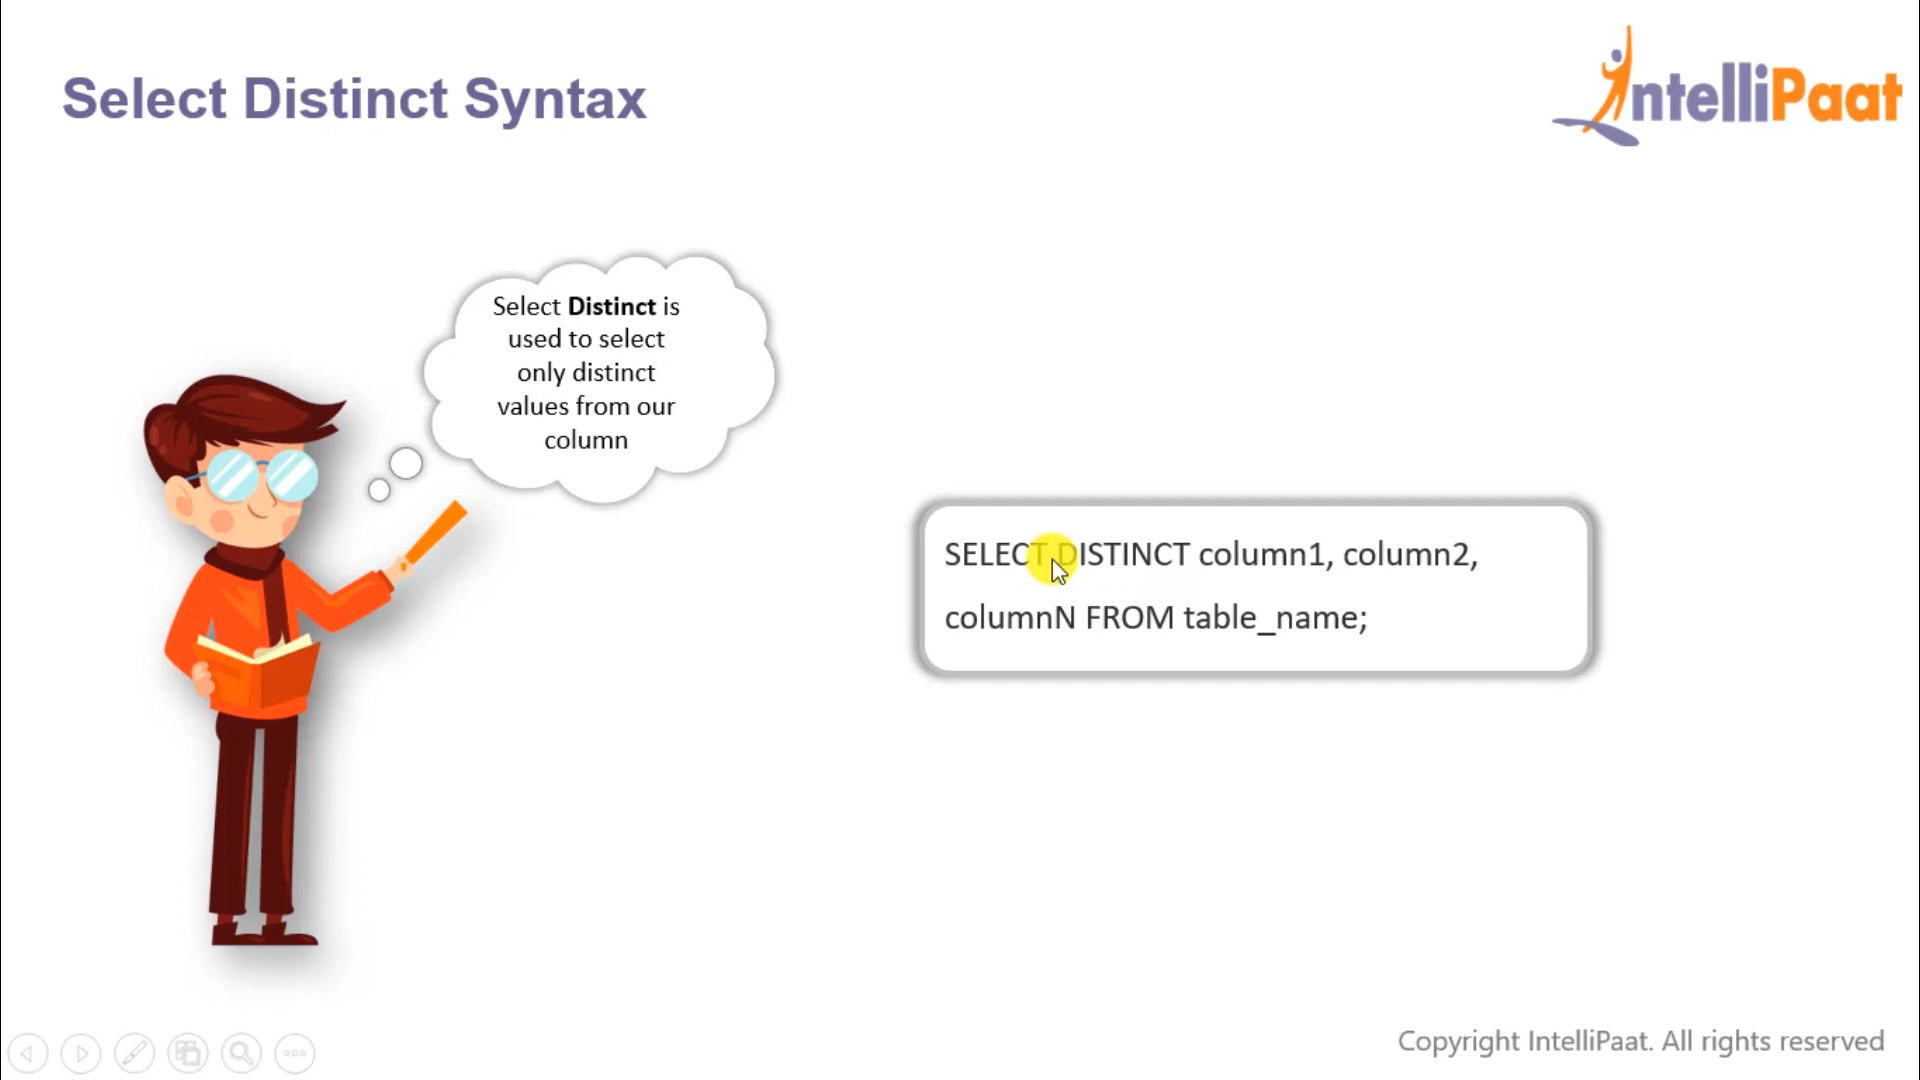 Select Distinct Syntax
IntelliPaat
Select Distinct is
used to select
only distinct
values from our
column
SELECT DISTINCT column1, column2,
columnN FROM table_name;
Copyright IntelliPaat. All rights reserved